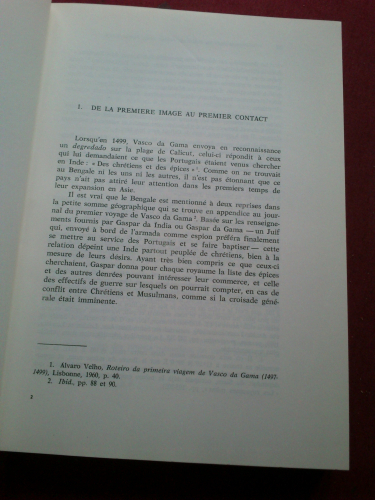 1. DE LA PREMIERE IMAGE AU PREMIER CONTACT
Lorsqu'en 1499, Vasco da Gama envoya en reconnaissance
un degredado sur la plage de Calicut, celui-ci répondit à ceux
qui lui demandaient ce que les Portugais étaient venus chercher
en Inde : « Des chrétiens et des épices »¹. Comme on ne trouvait
au Bengale ni les uns ni les autres, il n'est pas étonnant que ce
pays n'ait pas attiré leur attention dans les premiers temps de
leur expansion en Asie.
Il est vrai que le Bengale est mentionné à deux reprises dans
la petite somme géographique qui se trouve en appendice au jour-
nal du premier voyage de Vasco da Gama². Basée sur les renseigne-
ments fournis par Gaspar da India ou Gaspar da Gama — un Juif
qui, envoyé à bord de l'armada comme espion préféra finalement
se mettre au service des Portugais et se faire baptiser — cette
relation dépeint une Inde partout peuplée de chrétiens, bien à la
mesure de leurs désirs. Ayant très bien compris ce que ceux-ci
cherchaient, Gaspar donna pour chaque royaume la liste des épices
et des autres denrées pouvant intéresser leur commerce, et celle
des effectifs de guerre sur lesquels on pourrait compter, en cas de
conflit entre Chrétiens et Musulmans, comme si la croisade géné-
rale était imminente.
1. Alvaro Velho, Roteiro da primeira viagem de Vasco da Gama (1497-
1499), Lisbonne, 1960, p. 40.
2. Ibid., pp. 88 et 90.